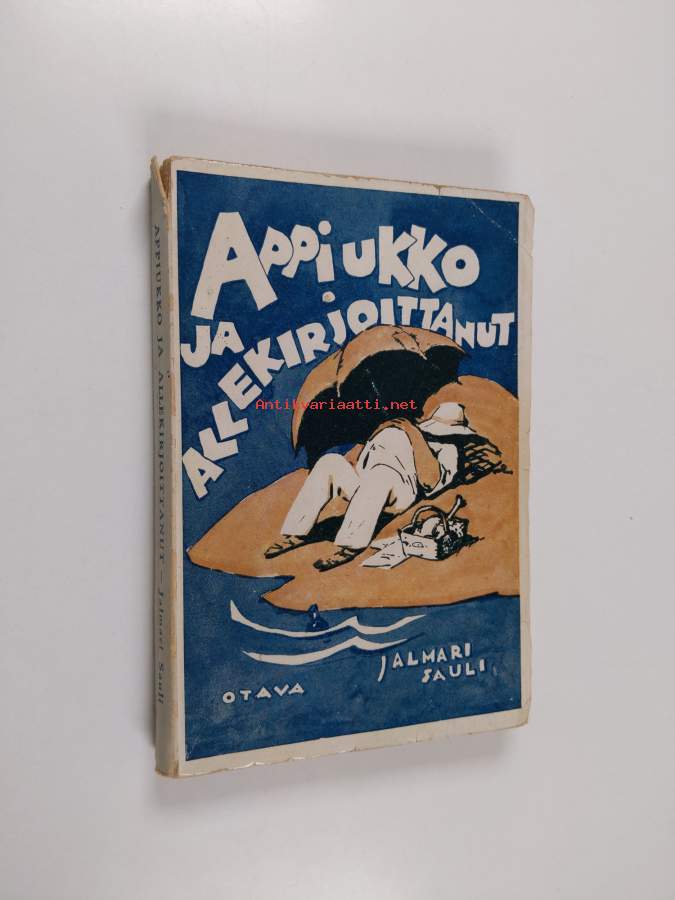 APPIUKKO
JA
ALLEKIRJOITTANUT
Antikvariaatti.net
JALMARI
SAULI
OTAVA
APPIUKKO JA ALLEKIRJOITTANUT – Jalmari Sauli